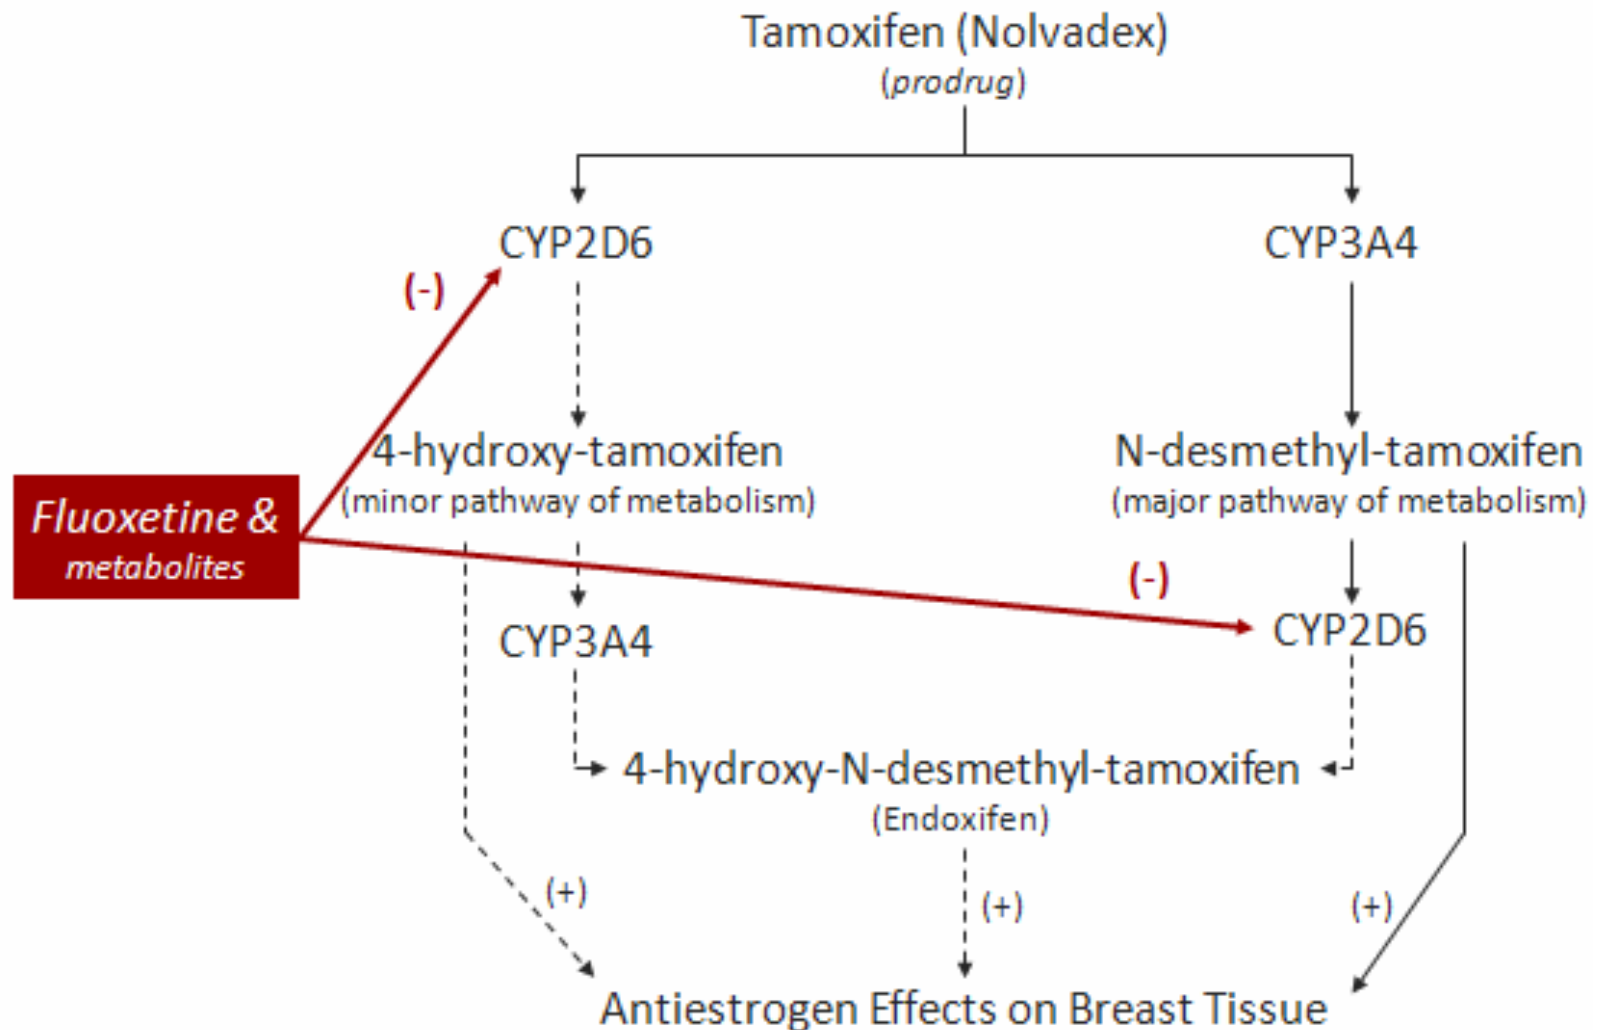 Tamoxifen (Nolvadex)
(prodrug)
CYP2D6
CYP3A4
(-)
4-hydroxy-tamoxifen
(minor pathway of metabolism)
N-desmethyl-tamoxifen
(major pathway of metabolism)
Fluoxetine &
metabolites
(-)
CYP3A4
CYP2D6
4-hydroxy-N-desmethyl-tamoxifen
(Endoxifen)
(+)
(+)
(+)
Antiestrogen Effects on Breast Tissue